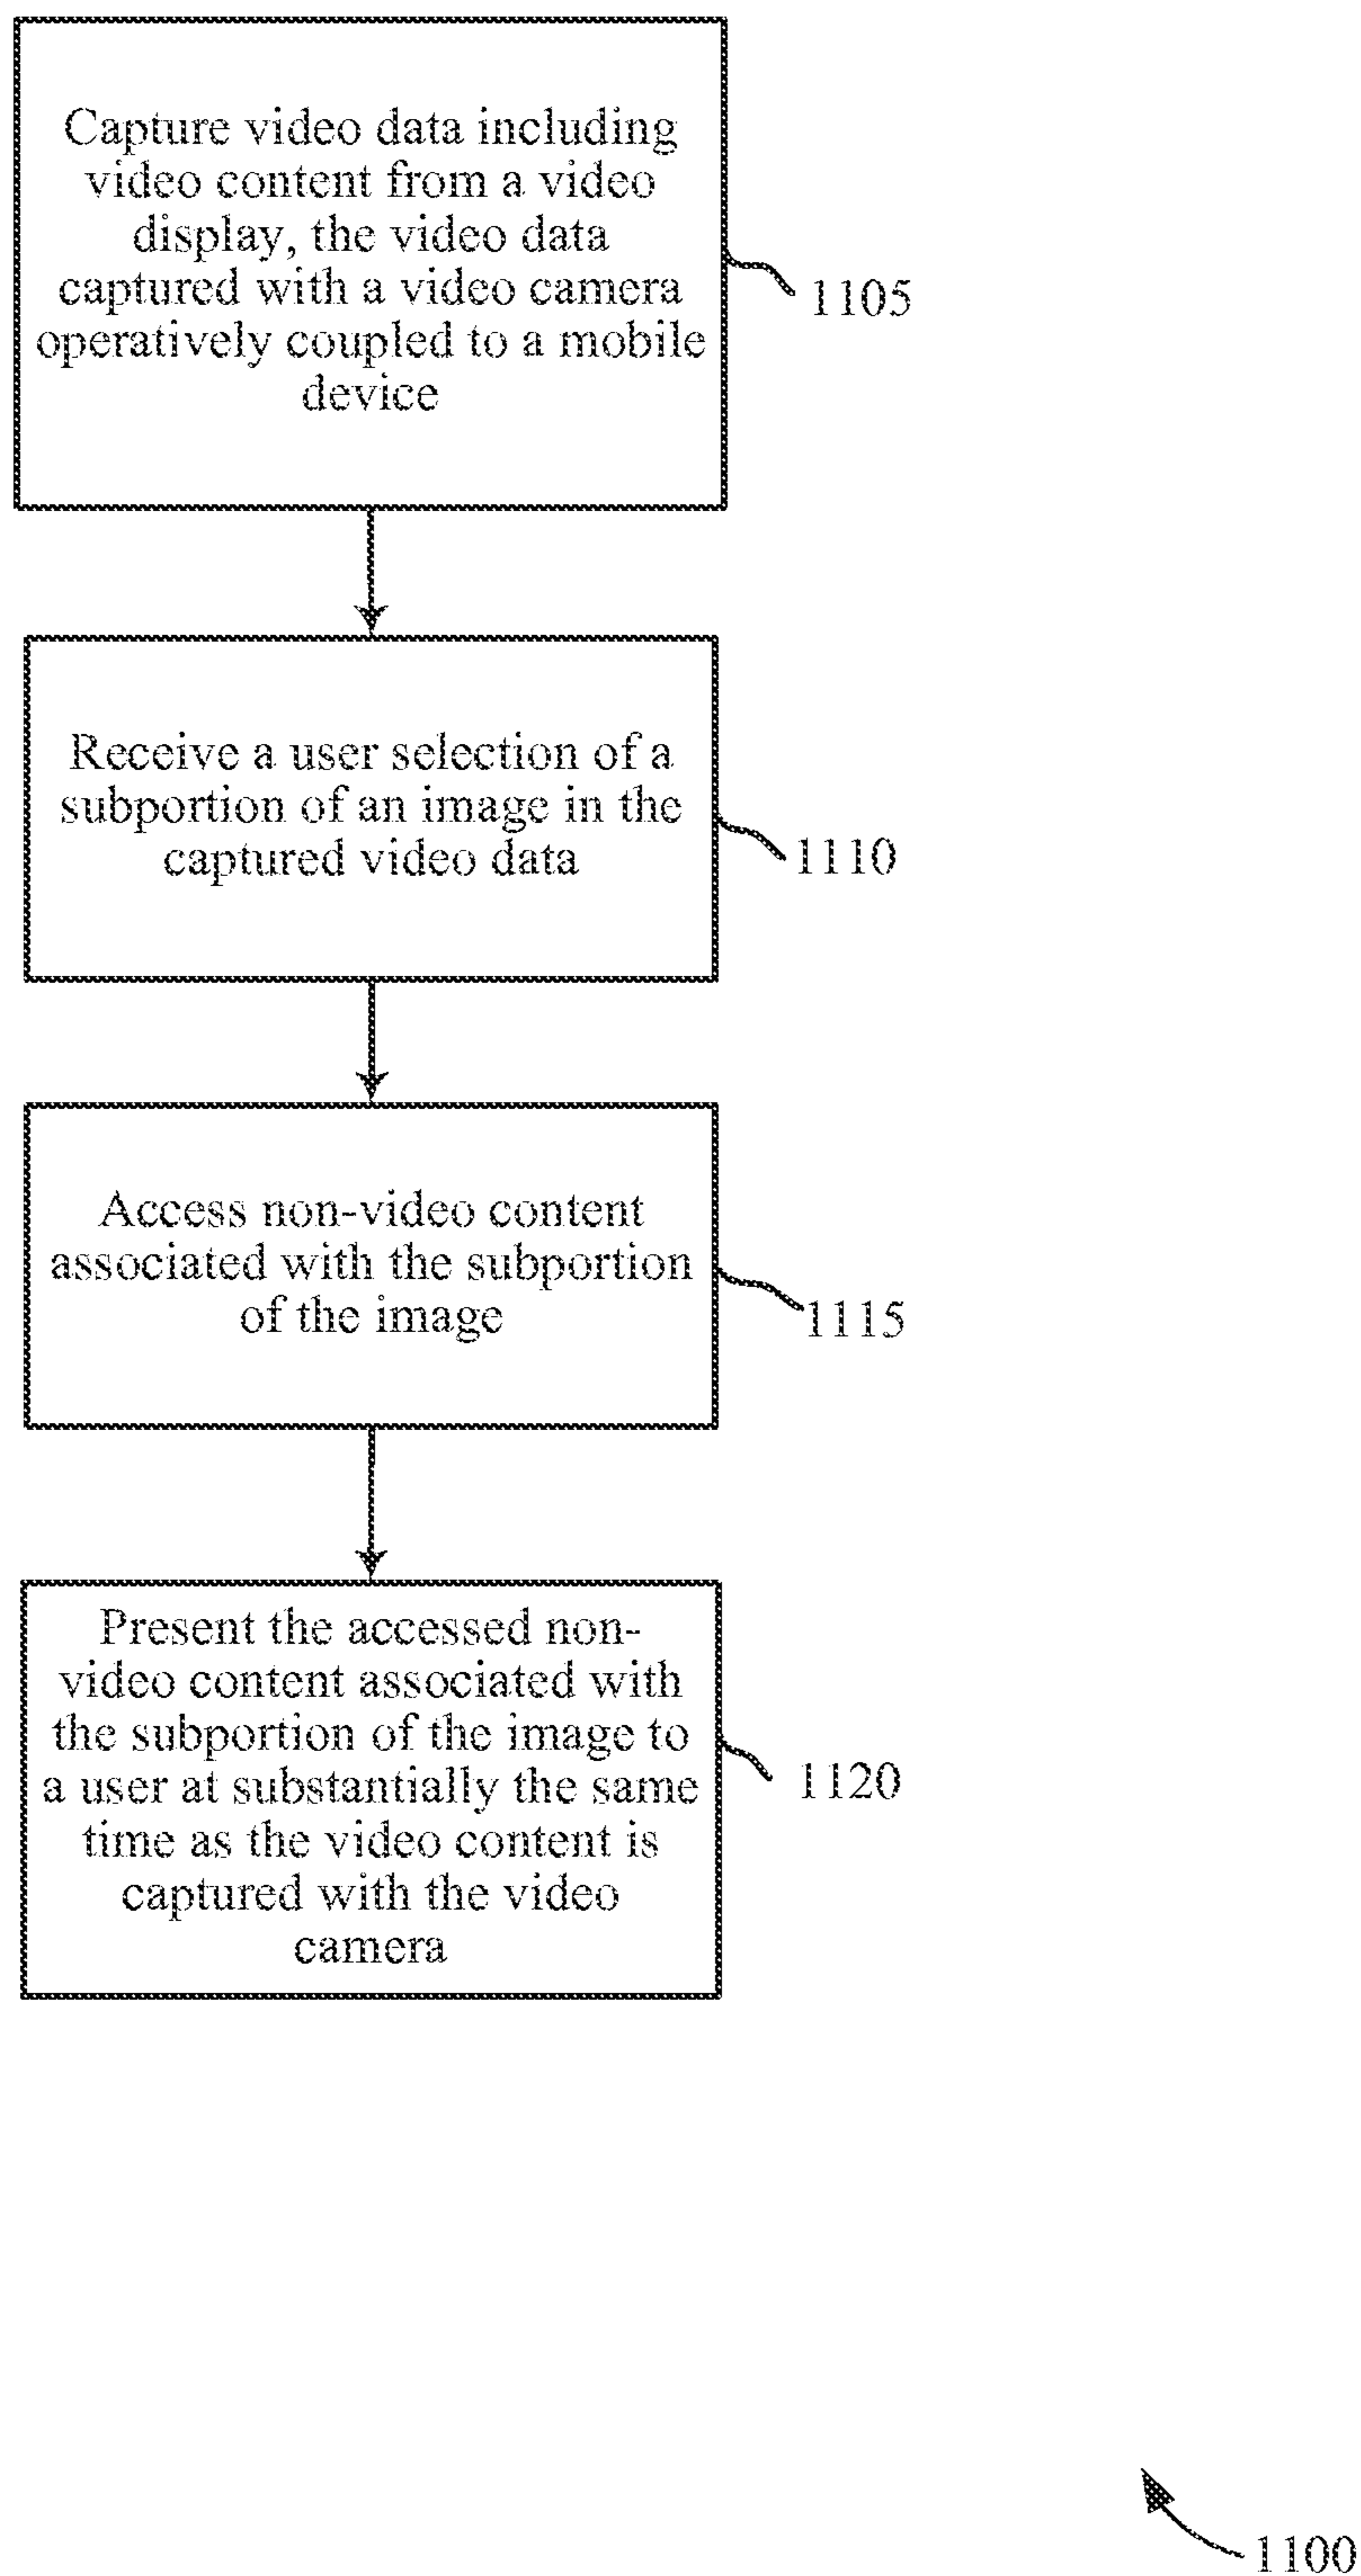 Capture video data including
video content from a video
display, the video data
captured with a video camera
operatively coupled to a mobile
device
1105
Receive a user selection of a
subportion of an image in the
captured video data
1110
Access non-video content
associated with the subportion
of the image
1115
Present the accessed non-
video content associated with
the subportion of the image to
a user at substantially the same
time as the video content is
captured with the video
camera
1120
1100